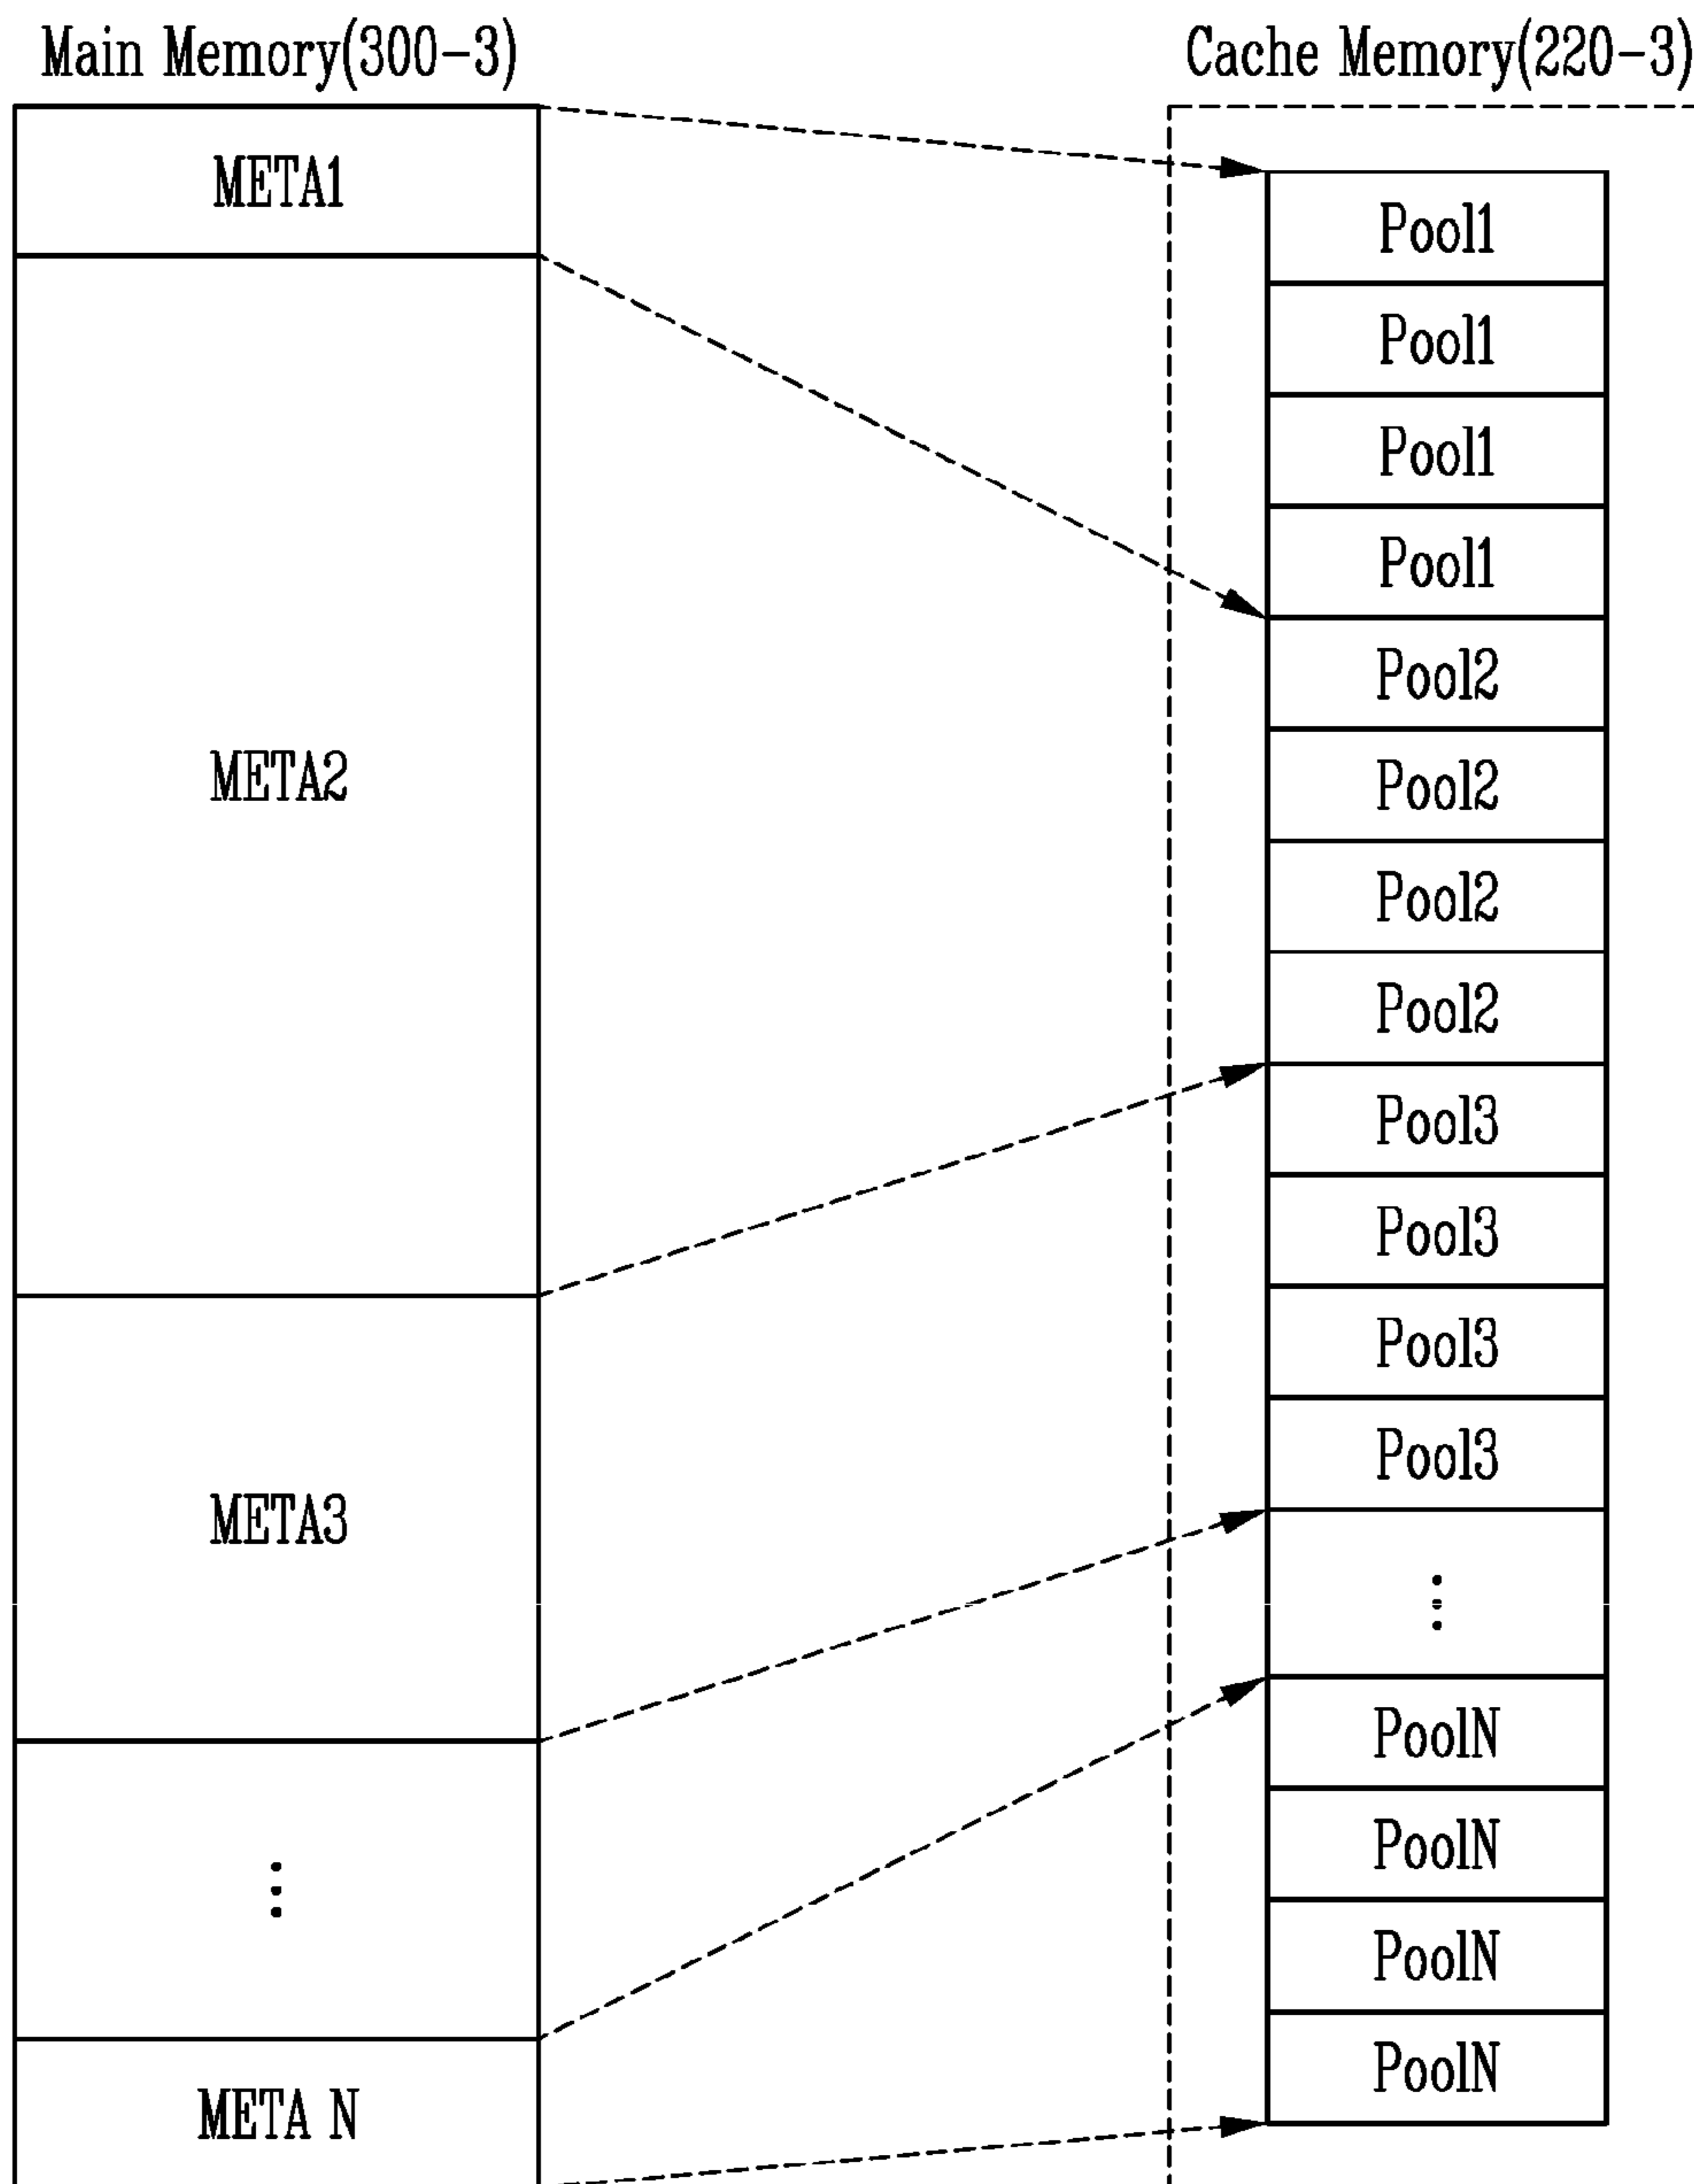 Main Memory(300-3)
Cache Memory(220-3)
META1
META2
META3
⋮
META N
Pool1
Pool1
Pool1
Pool1
Pool2
Pool2
Pool2
Pool2
Pool3
Pool3
Pool3
Pool3
⋮
PoolN
PoolN
PoolN
PoolN